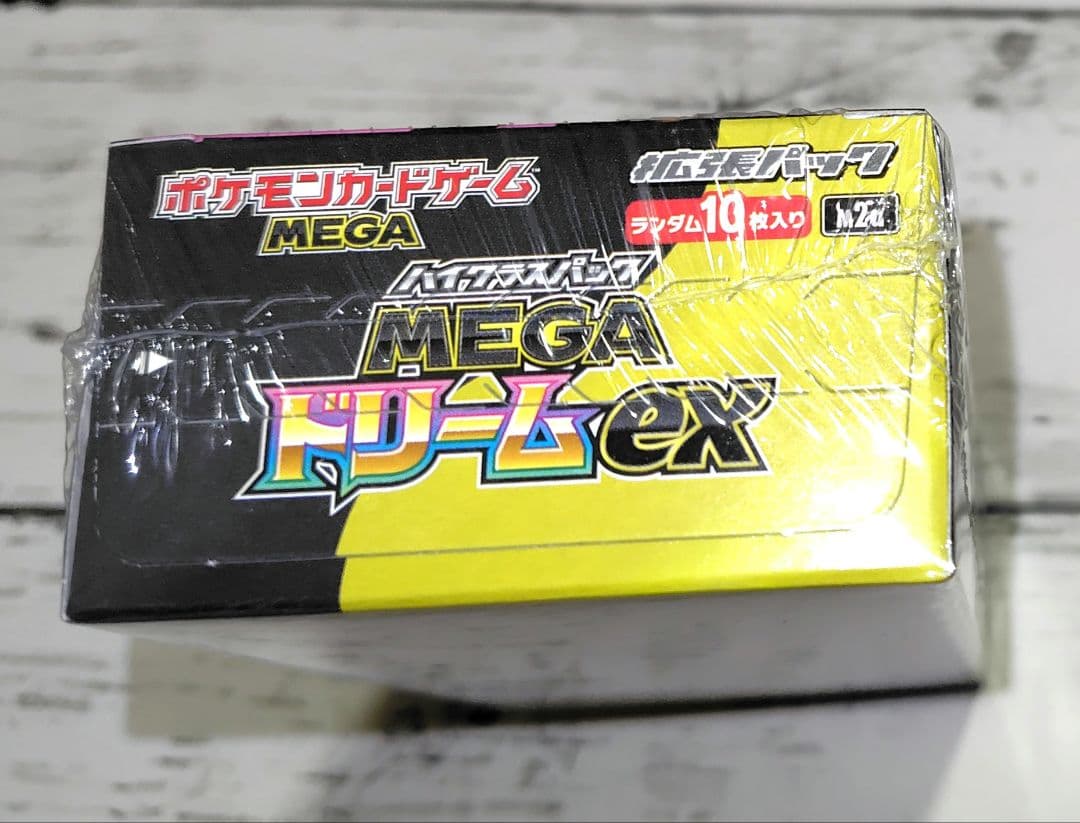 ポケモンカードゲーム
MEGA
拡張パック
ランダム10枚入り
M2a
ハイクラスパック
MEGA
ドリームex